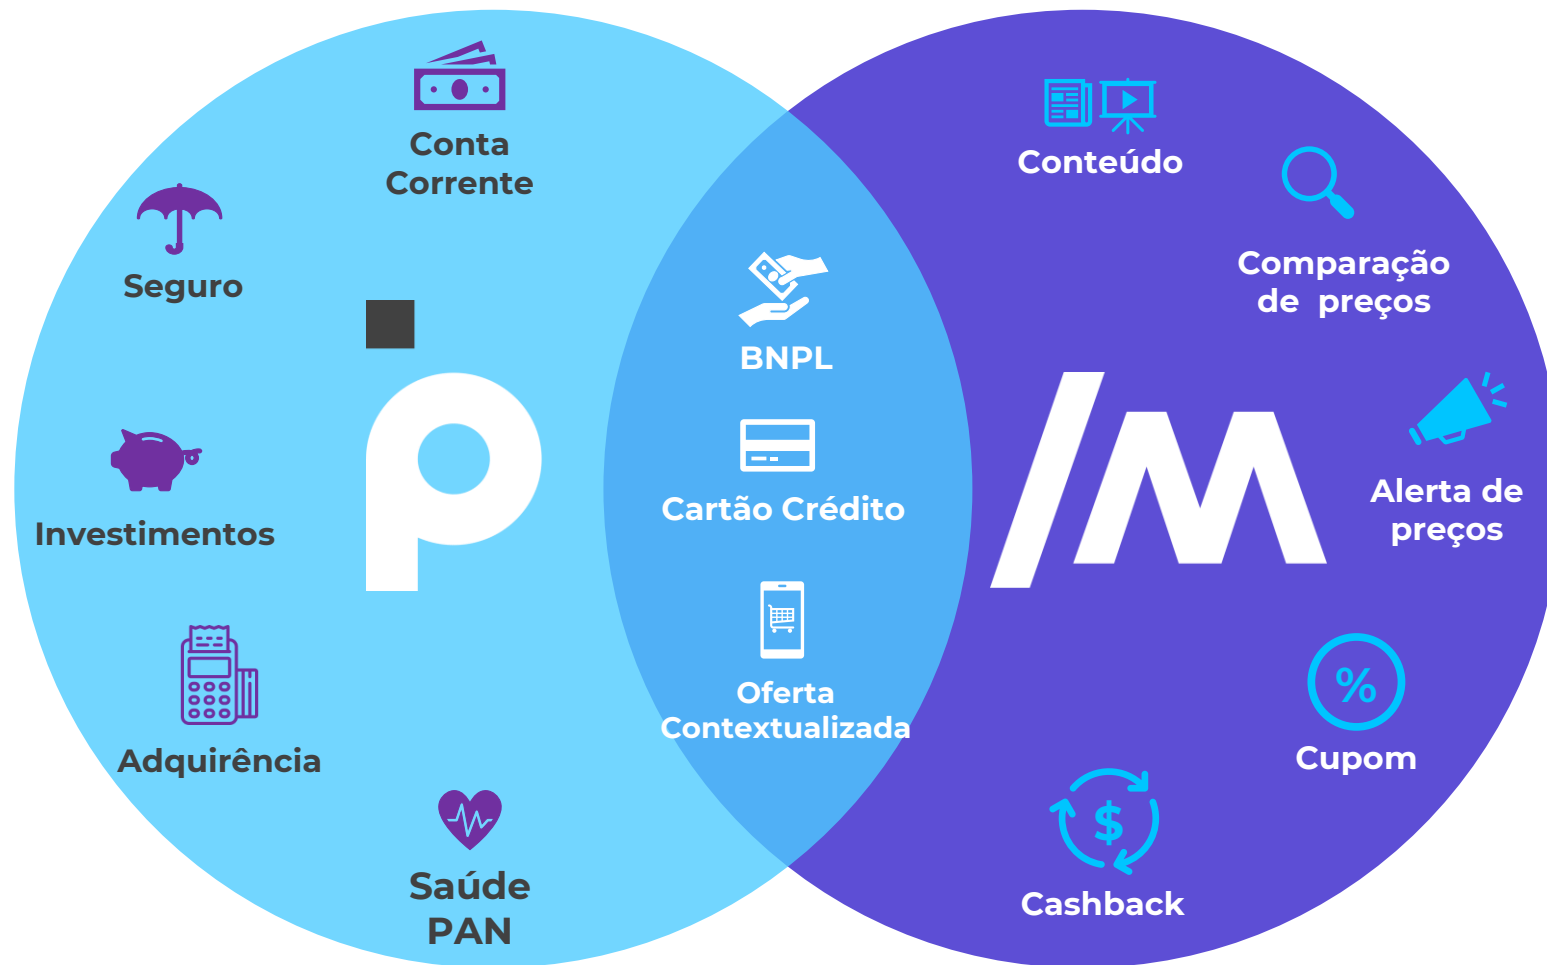 Conta
Corrente
Seguro
Investimentos
Adquirência
Saúde
PAN
p
BNPL
Cartão Crédito
Oferta
Contextualizada
/M
Conteúdo
Comparação
de preços
Alerta de
preços
%
Cupom
$
Cashback